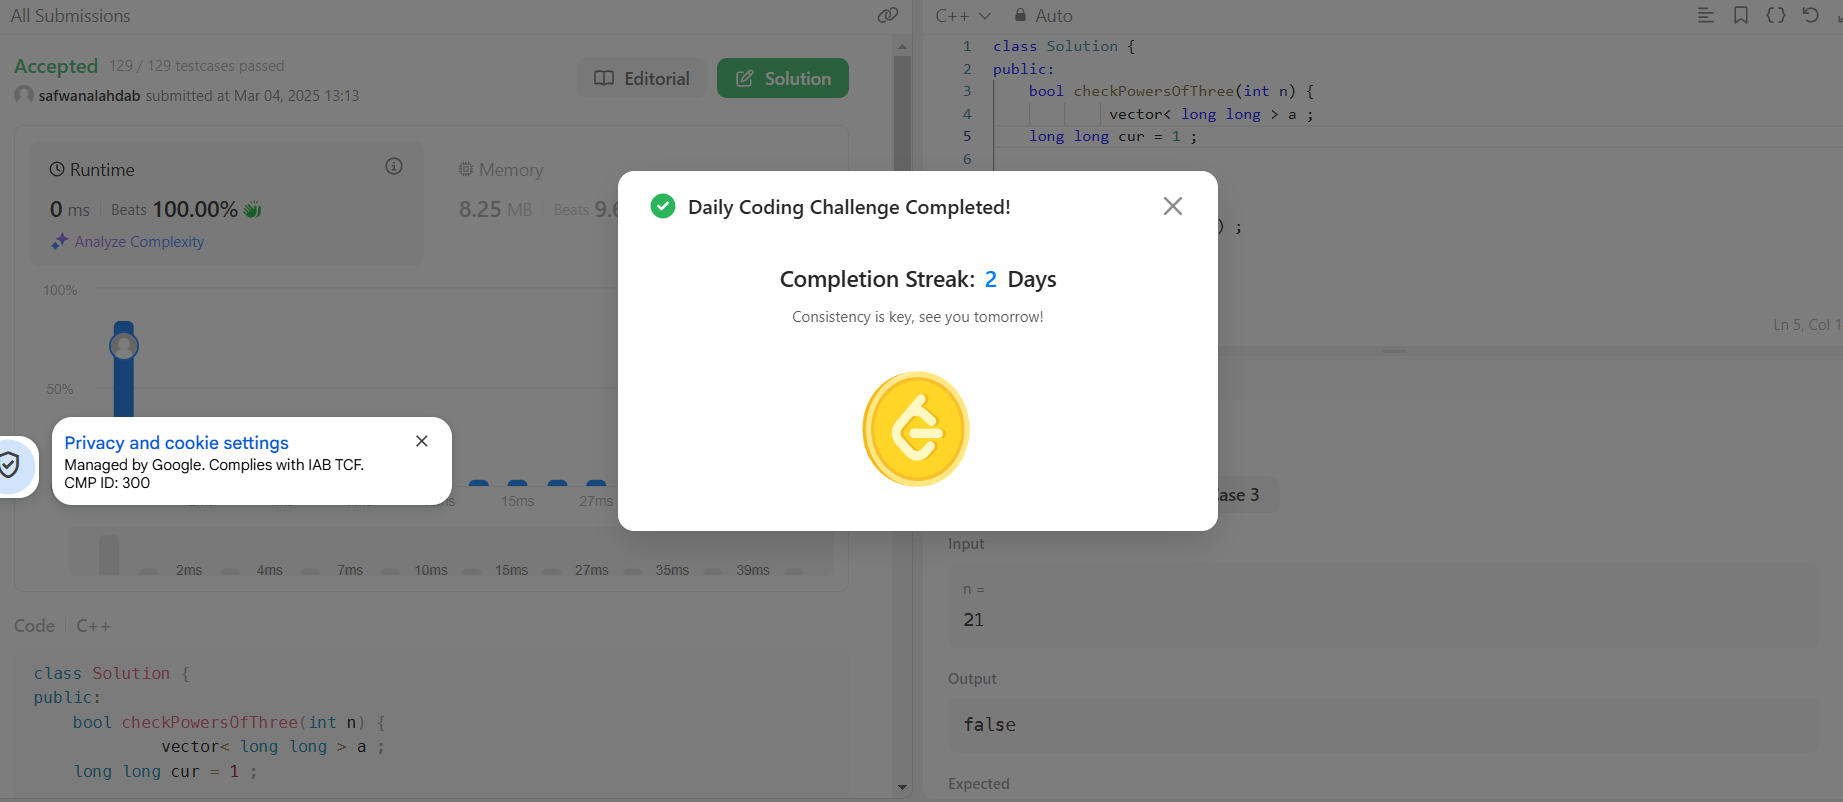 All Submissions
Accepted 129 / 129 testcases passed
safwanalahdab submitted at Mar 04, 2025 13:13
Editorial
Solution
Runtime
0 ms Beats 100.00%
Analyze Complexity
Memory
8.25 MB Beats
100%
50%
15ms 27ms
2ms 4ms 7ms 10ms 15ms 27ms 35ms 39ms
Privacy and cookie settings
Managed by Google. Complies with IAB TCF.
CMP ID: 300
Code C++
class Solution {
public:
bool checkPowersOfThree(int n) {
vector< long long > a ;
long long cur = 1 ;
Daily Coding Challenge Completed!
Completion Streak: 2 Days
Consistency is key, see you tomorrow!
C++ Auto
1 class Solution {
2 public:
3 bool checkPowersOfThree(int n) {
4 vector< long long > a ;
5 long long cur = 1 ;
6
) ;
Ln 5, Col 1
ase 3
Input
n =
21
Output
false
Expected